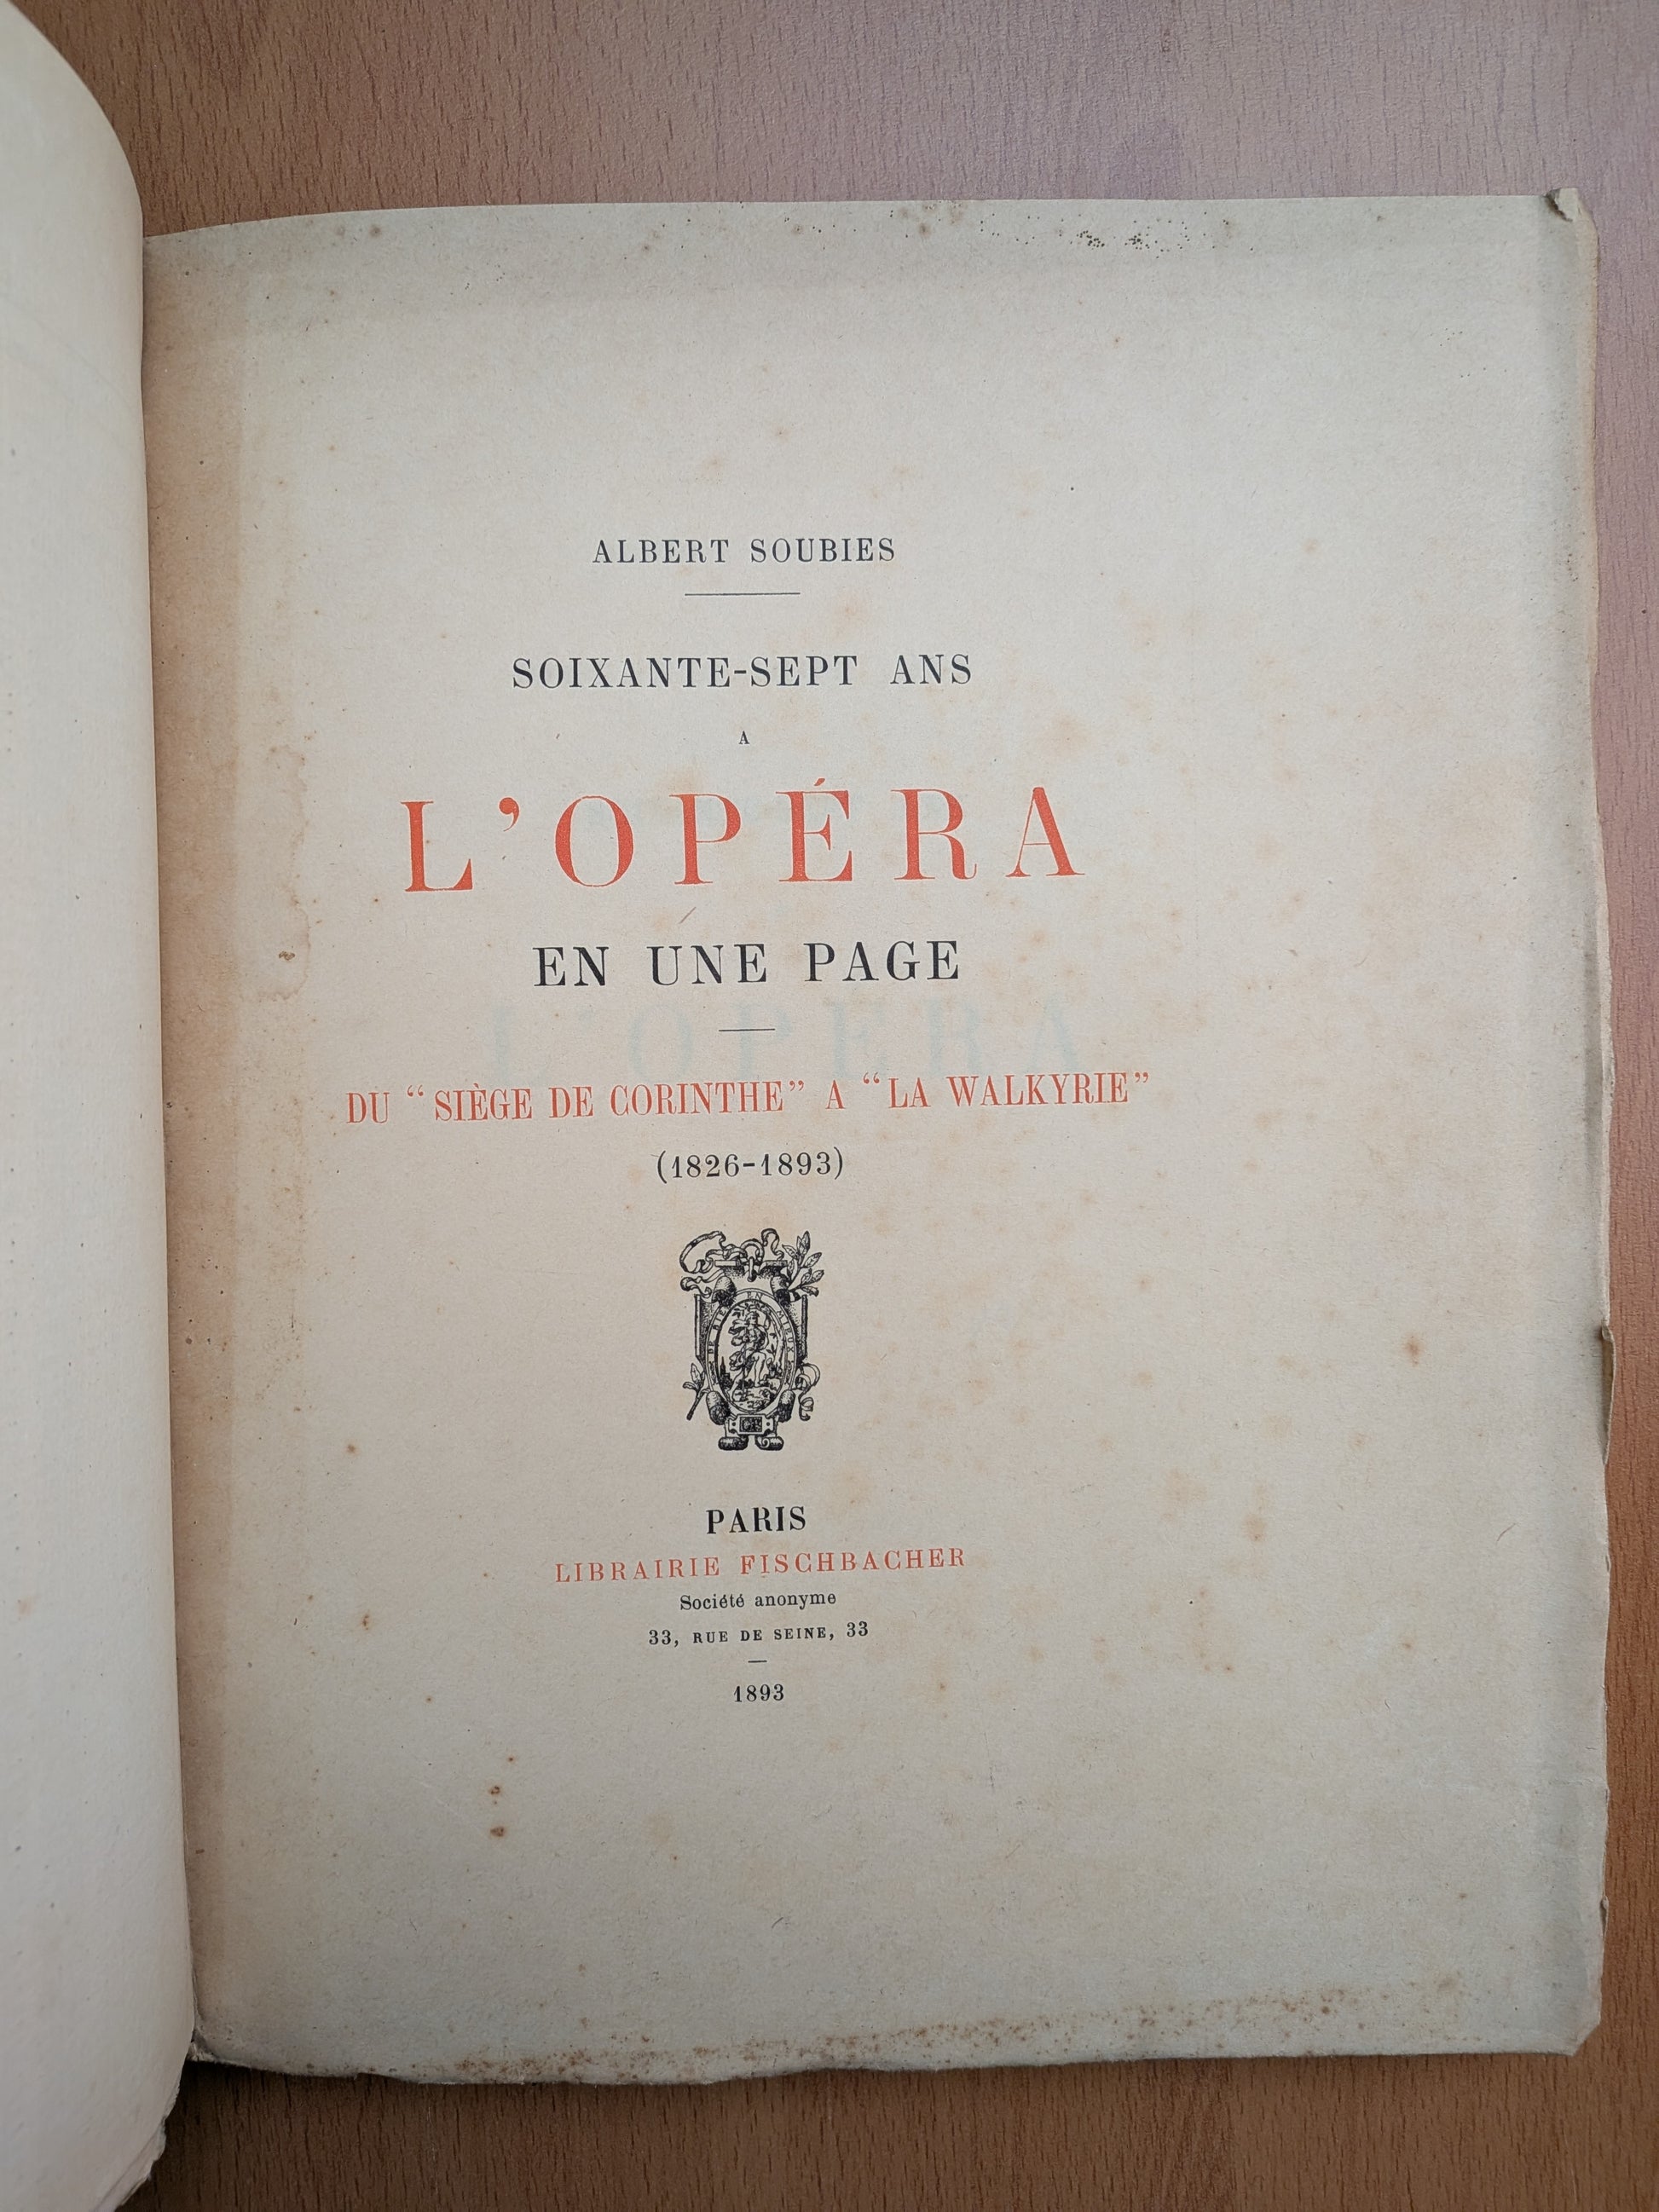 ALBERT SOUBIES
SOIXANTE-SEPT ANS
A
L'OPÉRA
EN UNE PAGE
DU “SIÈGE DE CORINTHE” A “LA WALKYRIE”
(1826-1893)
PARIS
LIBRAIRIE FISCHBACHER
Société anonyme
33, RUE DE SEINE, 33
1893